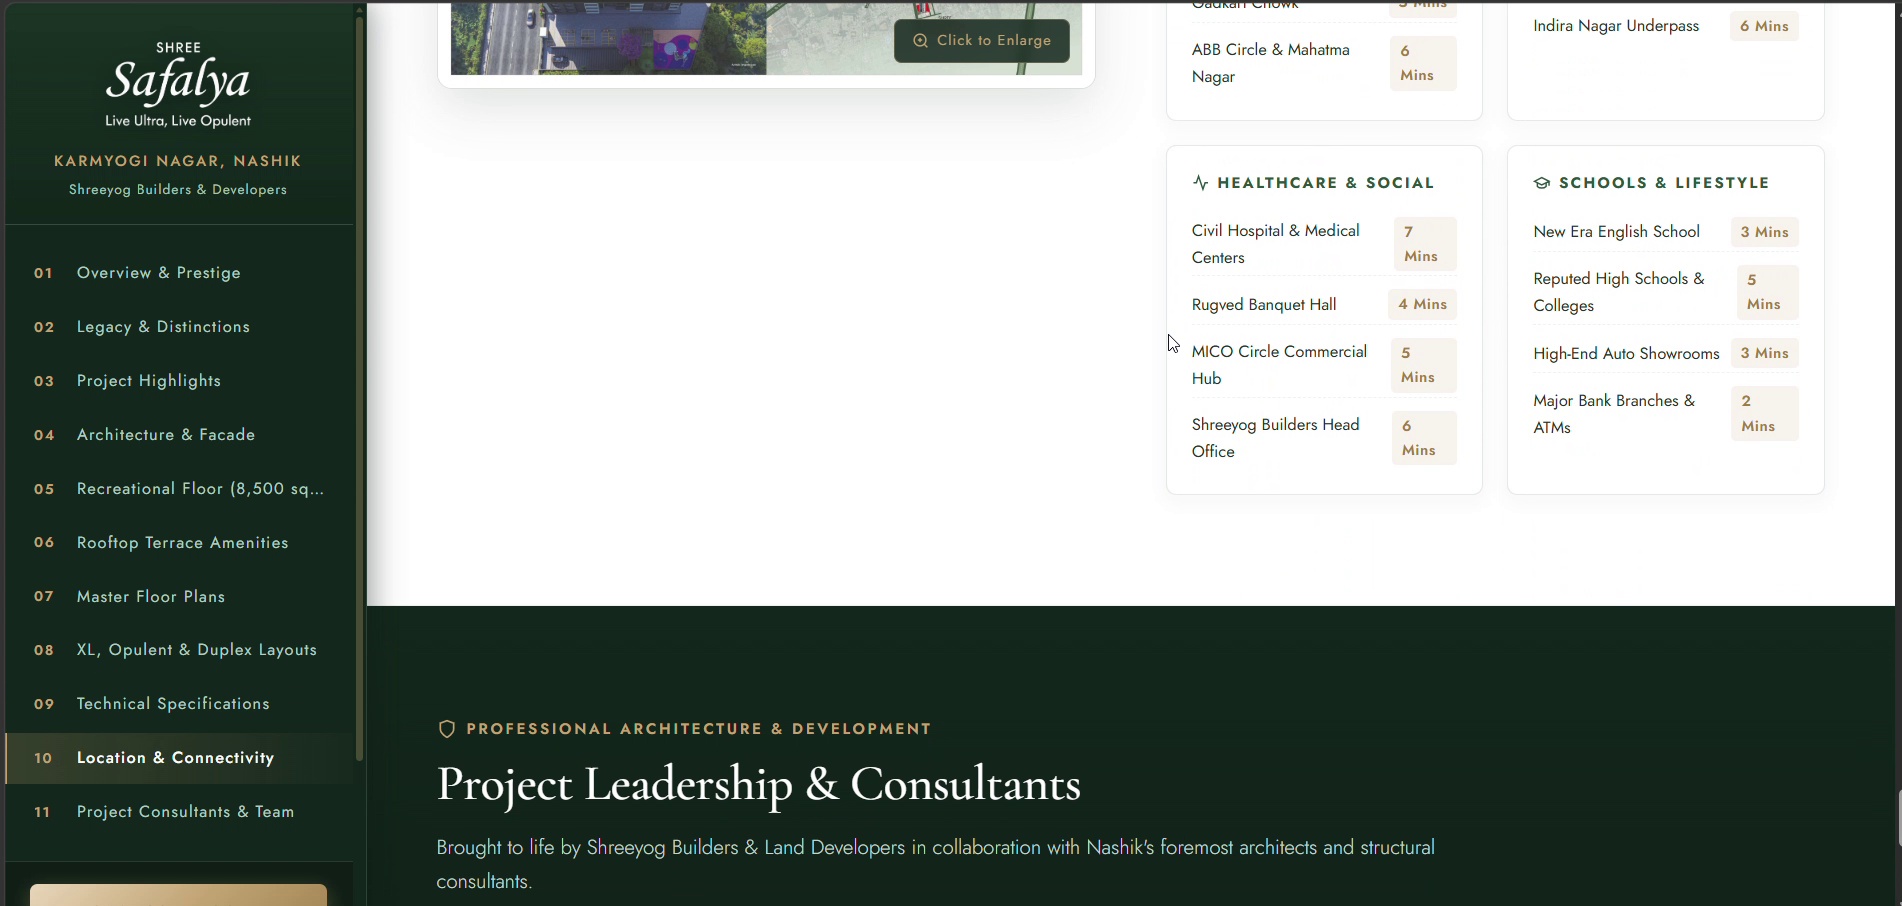 SHREE
Safalya
Live Ultra, Live Opulent
KARMYOGI NAGAR, NASHIK
Shreeyog Builders & Developers
01 Overview & Prestige
02 Legacy & Distinctions
03 Project Highlights
04 Architecture & Facade
05 Recreational Floor (8,500 sq...
06 Rooftop Terrace Amenities
07 Master Floor Plans
08 XL, Opulent & Duplex Layouts
09 Technical Specifications
10 Location & Connectivity
11 Project Consultants & Team
Click to Enlarge
Gadkari Chowk
5 Mins
ABB Circle & Mahatma
Nagar
6
Mins
Indira Nagar Underpass
6 Mins
HEALTHCARE & SOCIAL
Civil Hospital & Medical
Centers
7
Mins
Rugved Banquet Hall
4 Mins
MICO Circle Commercial
Hub
5
Mins
Shreeyog Builders Head
Office
6
Mins
SCHOOLS & LIFESTYLE
New Era English School
3 Mins
Reputed High Schools &
Colleges
5
Mins
High-End Auto Showrooms
3 Mins
Major Bank Branches &
ATMs
2
Mins
PROFESSIONAL ARCHITECTURE & DEVELOPMENT
Project Leadership & Consultants
Brought to life by Shreeyog Builders & Land Developers in collaboration with Nashik's foremost architects and structural
consultants.